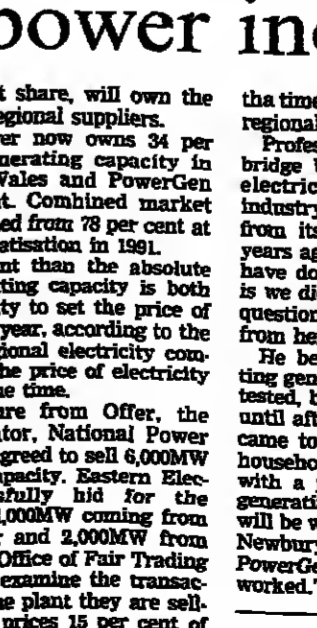 power in
t share, will own the
egional suppliers.
er now owns 34 per
nerating capacity in
Wales and PowerGen
t. Combined market
ed from 78 per cent at
atisation in 1991.
nt than the absolute
ting capacity is both
ty to set the price of
year, according to the
gional electricity com-
he price of electricity
ne time.
ure from Offer, the
tor, National Power
greed to sell 6,000MW
apacity. Eastern Elec-
sfully bid for the
4,000MW coming from
r and 2,000MW from
Office of Fair Trading
examine the transac-
he plant they are sell-
prices 15 per cent of
tha time
regional
Profes
bridge
electric
industry
from its
years ag
have do
is we di
question
from he
He be
ting gen
tested, b
until aft
came to
househo
with a
generati
will be w
Newbury
PowerGe
worked."